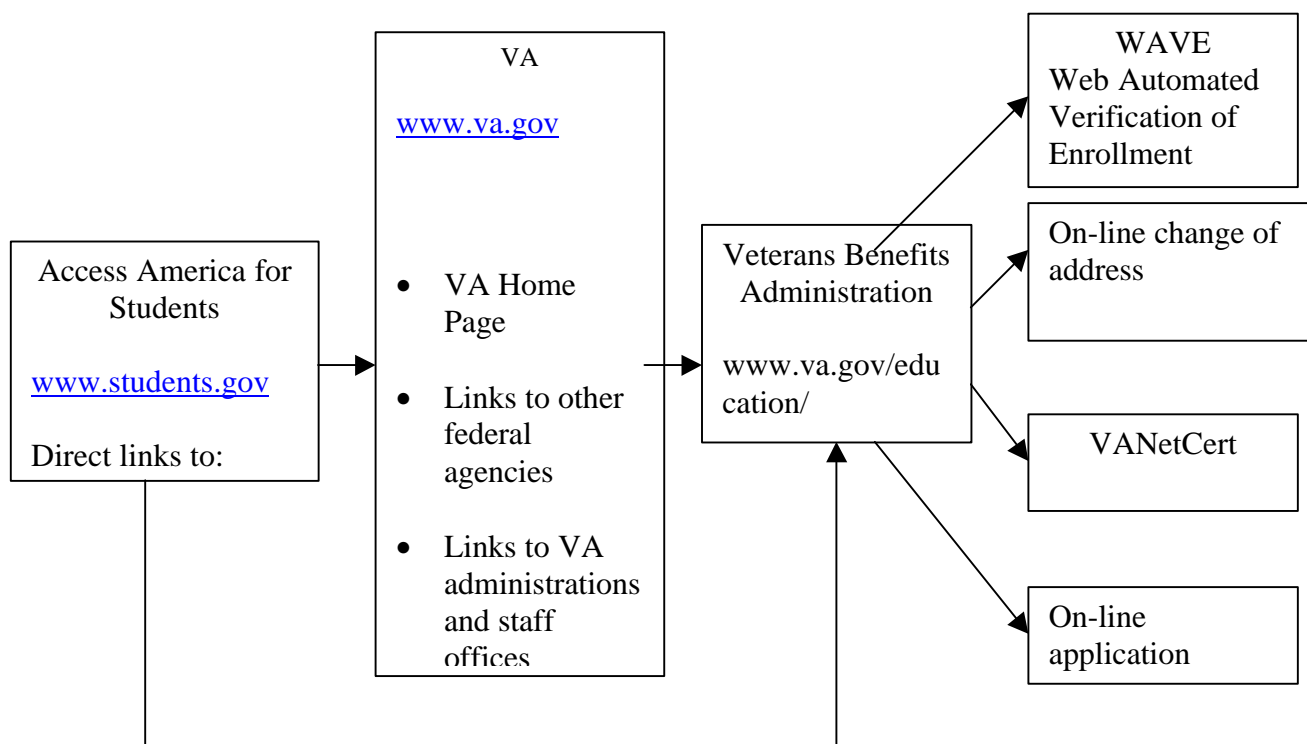 Access America for
Students
www.students.gov
Direct links to:
VA
www.va.gov
• VA Home
Page
• Links to other
federal
agencies
• Links to VA
administrations
and staff
offices
Veterans Benefits
Administration
www.va.gov/edu
cation/
WAVE
Web Automated
Verification of
Enrollment
On-line change of
address
VANetCert
On-line
application